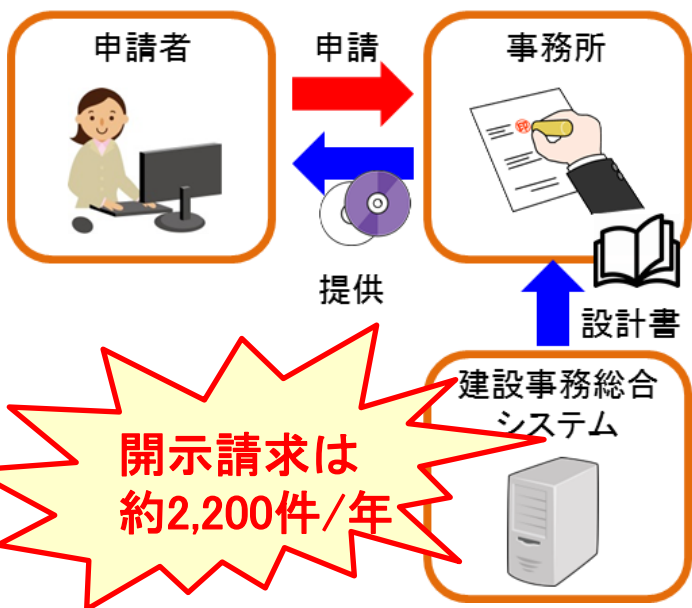 申請者
申請
事務所
印
提供
設計書
建設事務総合
システム
開示請求は
約2,200件/年